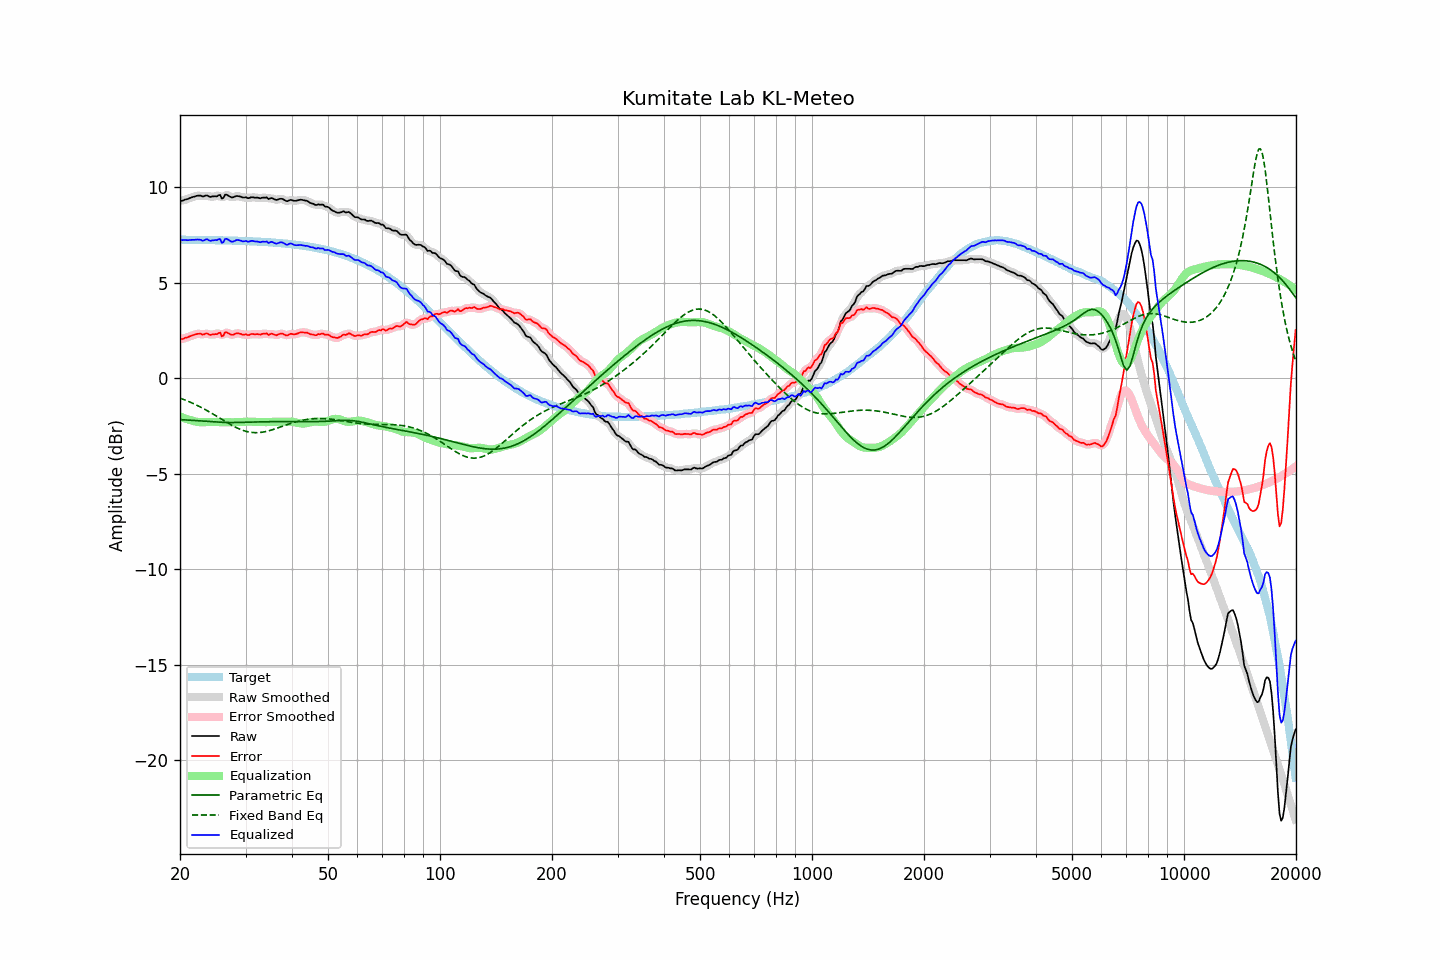 Kumitate Lab KL-Meteo
Amplitude (dBr)
10
5
0
−5
−10
−15
−20
Target
Raw Smoothed
Error Smoothed
Raw
Error
Equalization
Parametric Eq
Fixed Band Eq
Equalized
20 50 100 200 500 1000 2000 5000 10000 20000
Frequency (Hz)